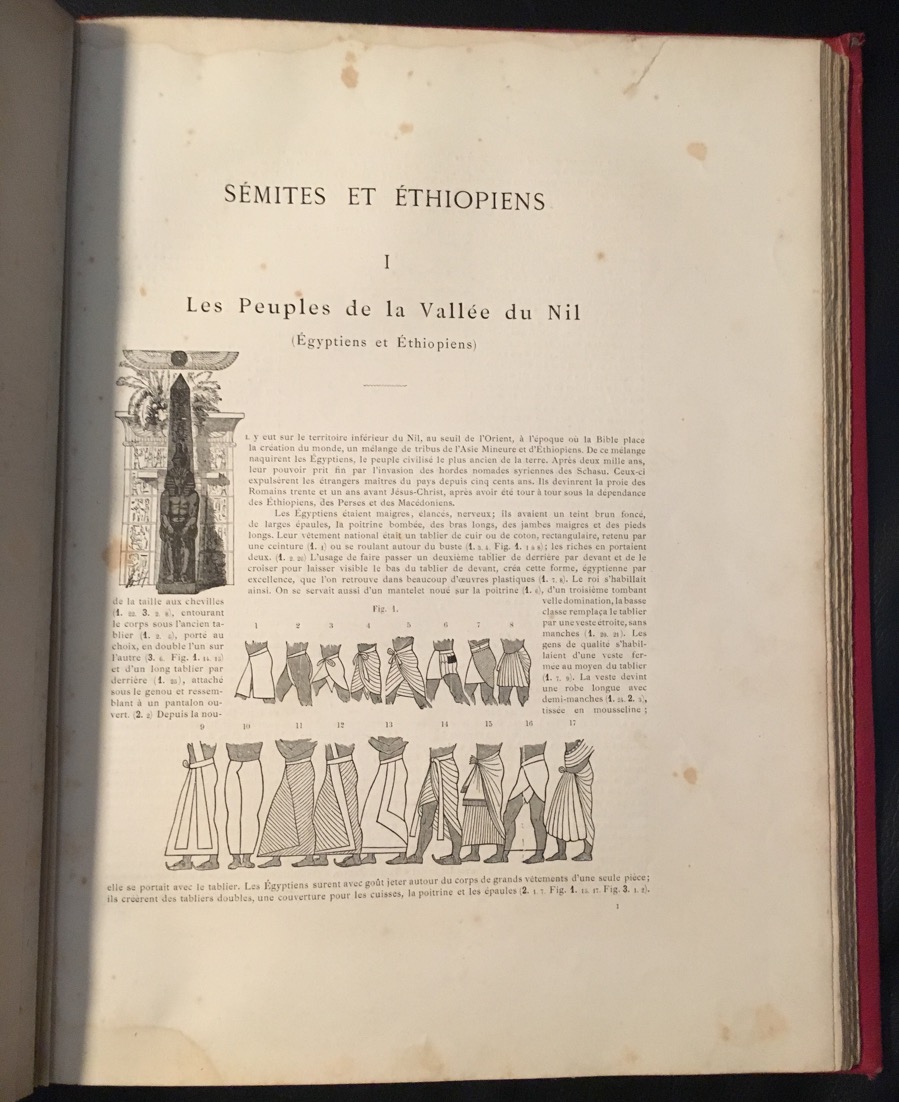 SÉMITES ET ÉTHIOPIENS
I
Les Peuples de la Vallée du Nil
(Égyptiens et Éthiopiens)
L y eut sur le territoire inférieur du Nil, au seuil de l'Orient, à l'époque où la Bible place
la création du monde, un mélange de tribus de l'Asie Mineure et d'Éthiopiens. De ce mélange
naquirent les Égyptiens, le peuple civilisé le plus ancien de la terre. Après deux mille ans,
leur pouvoir prit fin par l'invasion des hordes nomades syriennes des Schasu. Ceux-ci
expulsèrent les étrangers maîtres du pays depuis cinq cents ans. Ils devinrent la proie des
Romains trente et un ans avant Jésus-Christ, après avoir été tour à tour sous la dépendance
des Éthiopiens, des Perses et des Macédoniens.
Les Égyptiens étaient maigres, élancés, nerveux; ils avaient un teint brun foncé,
de larges épaules, la poitrine bombée, des bras longs, des jambes maigres et des pieds
longs. Leur vêtement national était un tablier de cuir ou de coton, rectangulaire, retenu par
une ceinture (1. 1) ou se roulant autour du buste (1. 3. 4. Fig. 1. 1 à 8); les riches en portaient
deux. (1. 2. 20) L'usage de faire passer un deuxième tablier de derrière par devant et de le
croiser pour laisser visible le bas du tablier de devant, créa cette forme, égyptienne par
excellence, que l'on retrouve dans beaucoup d'œuvres plastiques (1. 7. 8). Le roi s'habillait
ainsi. On se servait aussi d'un mantelet noué sur la poitrine (1. 6), d'un troisième tombant
de la taille aux chevilles
(1. 22. 3. 2. 6), entourant
le corps sous l'ancien ta-
blier (1. 2. 5), porté au
choix, en double l'un sur
l'autre (3. 6. Fig. 1. 11. 12)
et d'un long tablier par
derrière (1. 25), attaché
sous le genou et ressem-
blant à un pantalon ou-
vert. (2. 2) Depuis la nou-
velle domination, la basse
classe remplaça le tablier
par une veste étroite, sans
manches (1. 28. 21). Les
gens de qualité s'habil-
laient d'une veste fer-
mée au moyen du tablier
(1. 7. 9). La veste devint
une robe longue avec
demi-manches (1. 23. 2. 3),
tissée en mousseline;
Fig. 1.
1 2 3 4 5 6 7 8
9 10 11 12 13 14 15 16 17
elle se portait avec le tablier. Les Égyptiens surent avec goût jeter autour du corps de grands vêtements d'une seule pièce;
ils créèrent des tabliers doubles, une couverture pour les cuisses, la poitrine et les épaules (2. 1. 7. Fig. 1. 15. 17. Fig. 3. 1. 2).
1